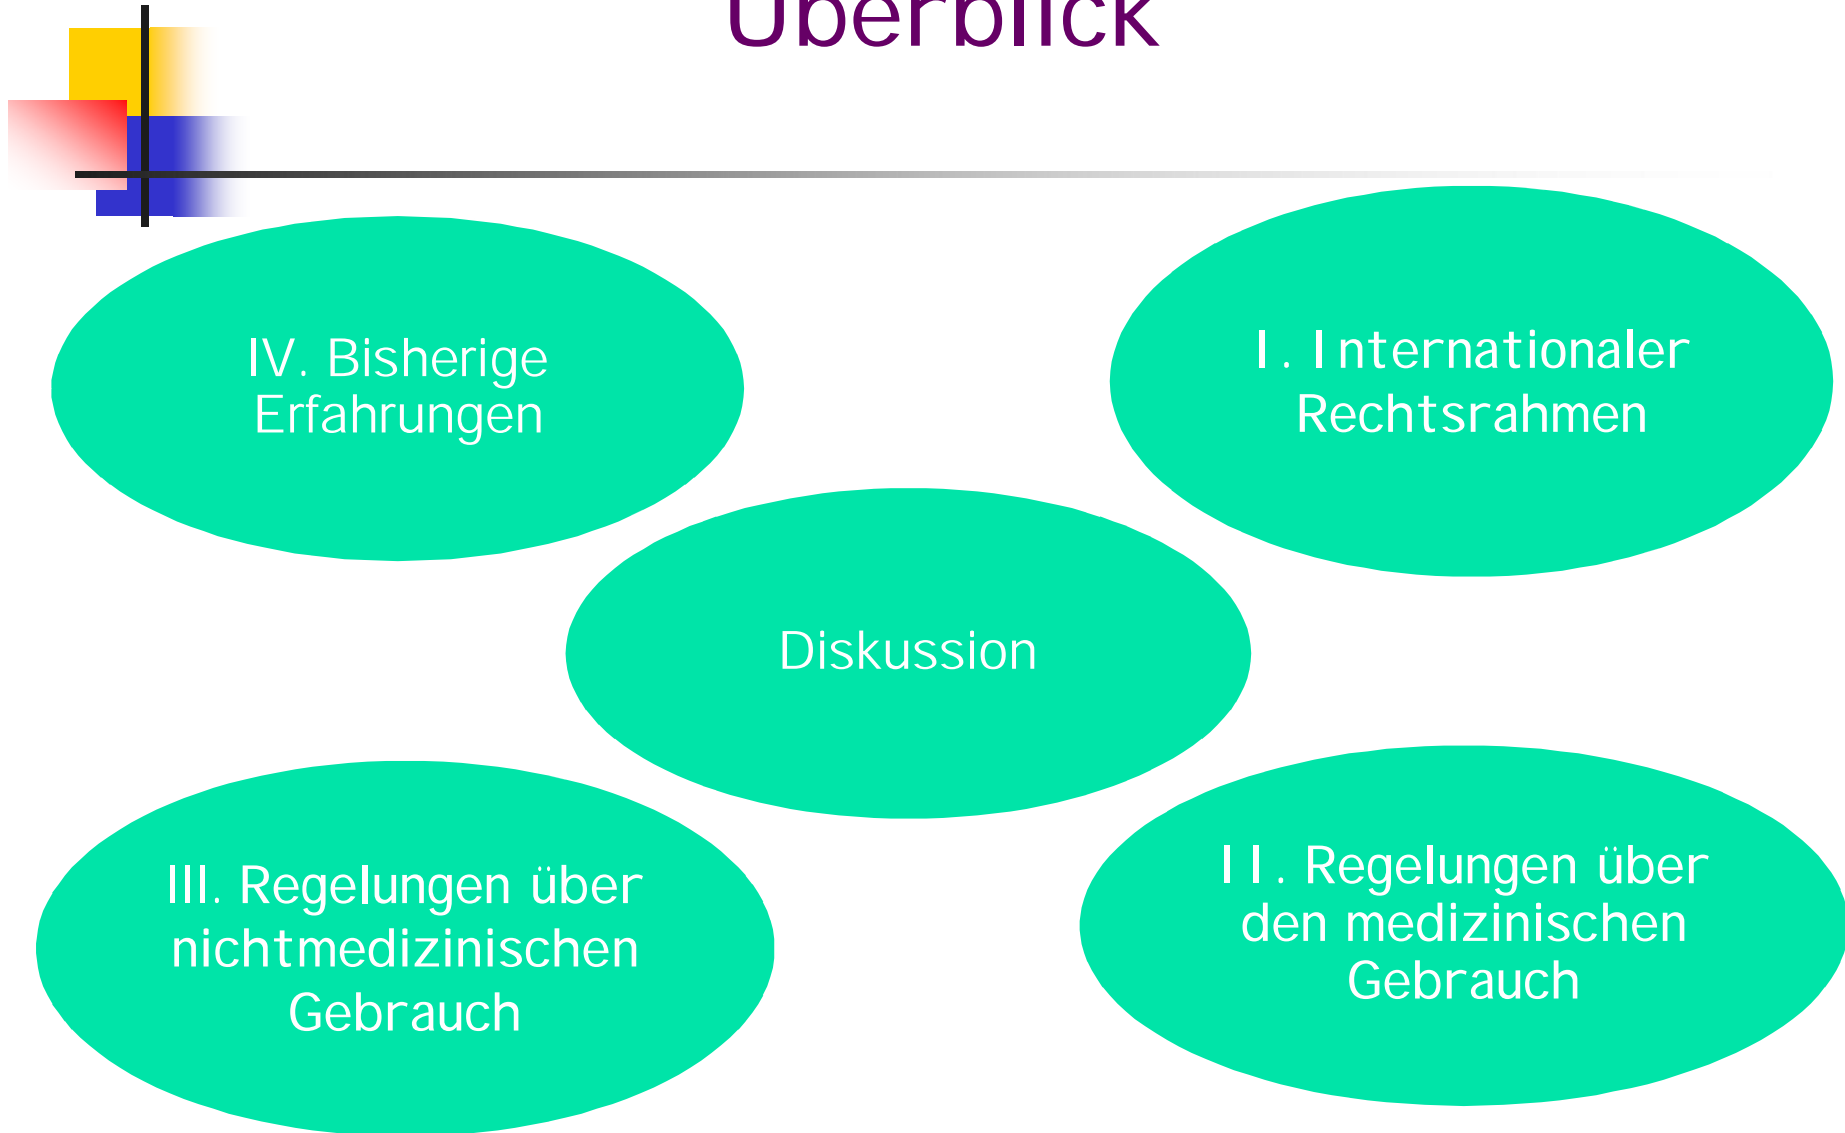 Überblick
IV. Bisherige
Erfahrungen
I. Internationaler
Rechtsrahmen
Diskussion
III. Regelungen über
nichtmedizinischen
Gebrauch
II. Regelungen über
den medizinischen
Gebrauch